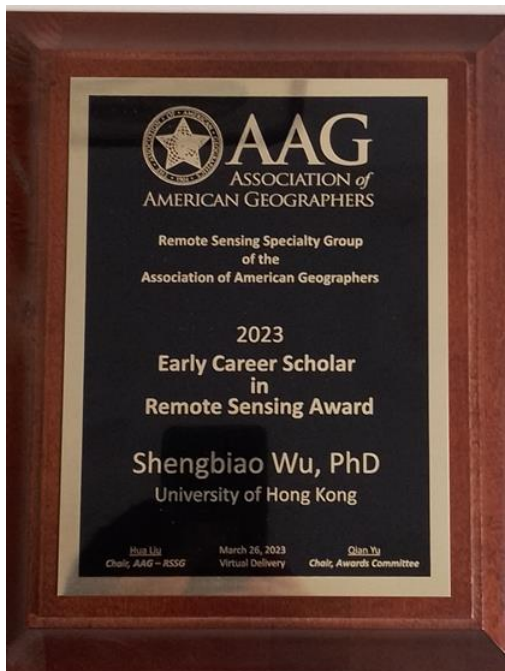 AAG
ASSOCIATION of
AMERICAN GEOGRAPHERS
Remote Sensing Specialty Group
of the
Association of American Geographers
2023
Early Career Scholar
in
Remote Sensing Award
Shengbiao Wu, PhD
University of Hong Kong
Hua Liu March 26, 2023 Qian Yu
Chair, AAG – RSSG Virtual Delivery Chair, Awards Committee